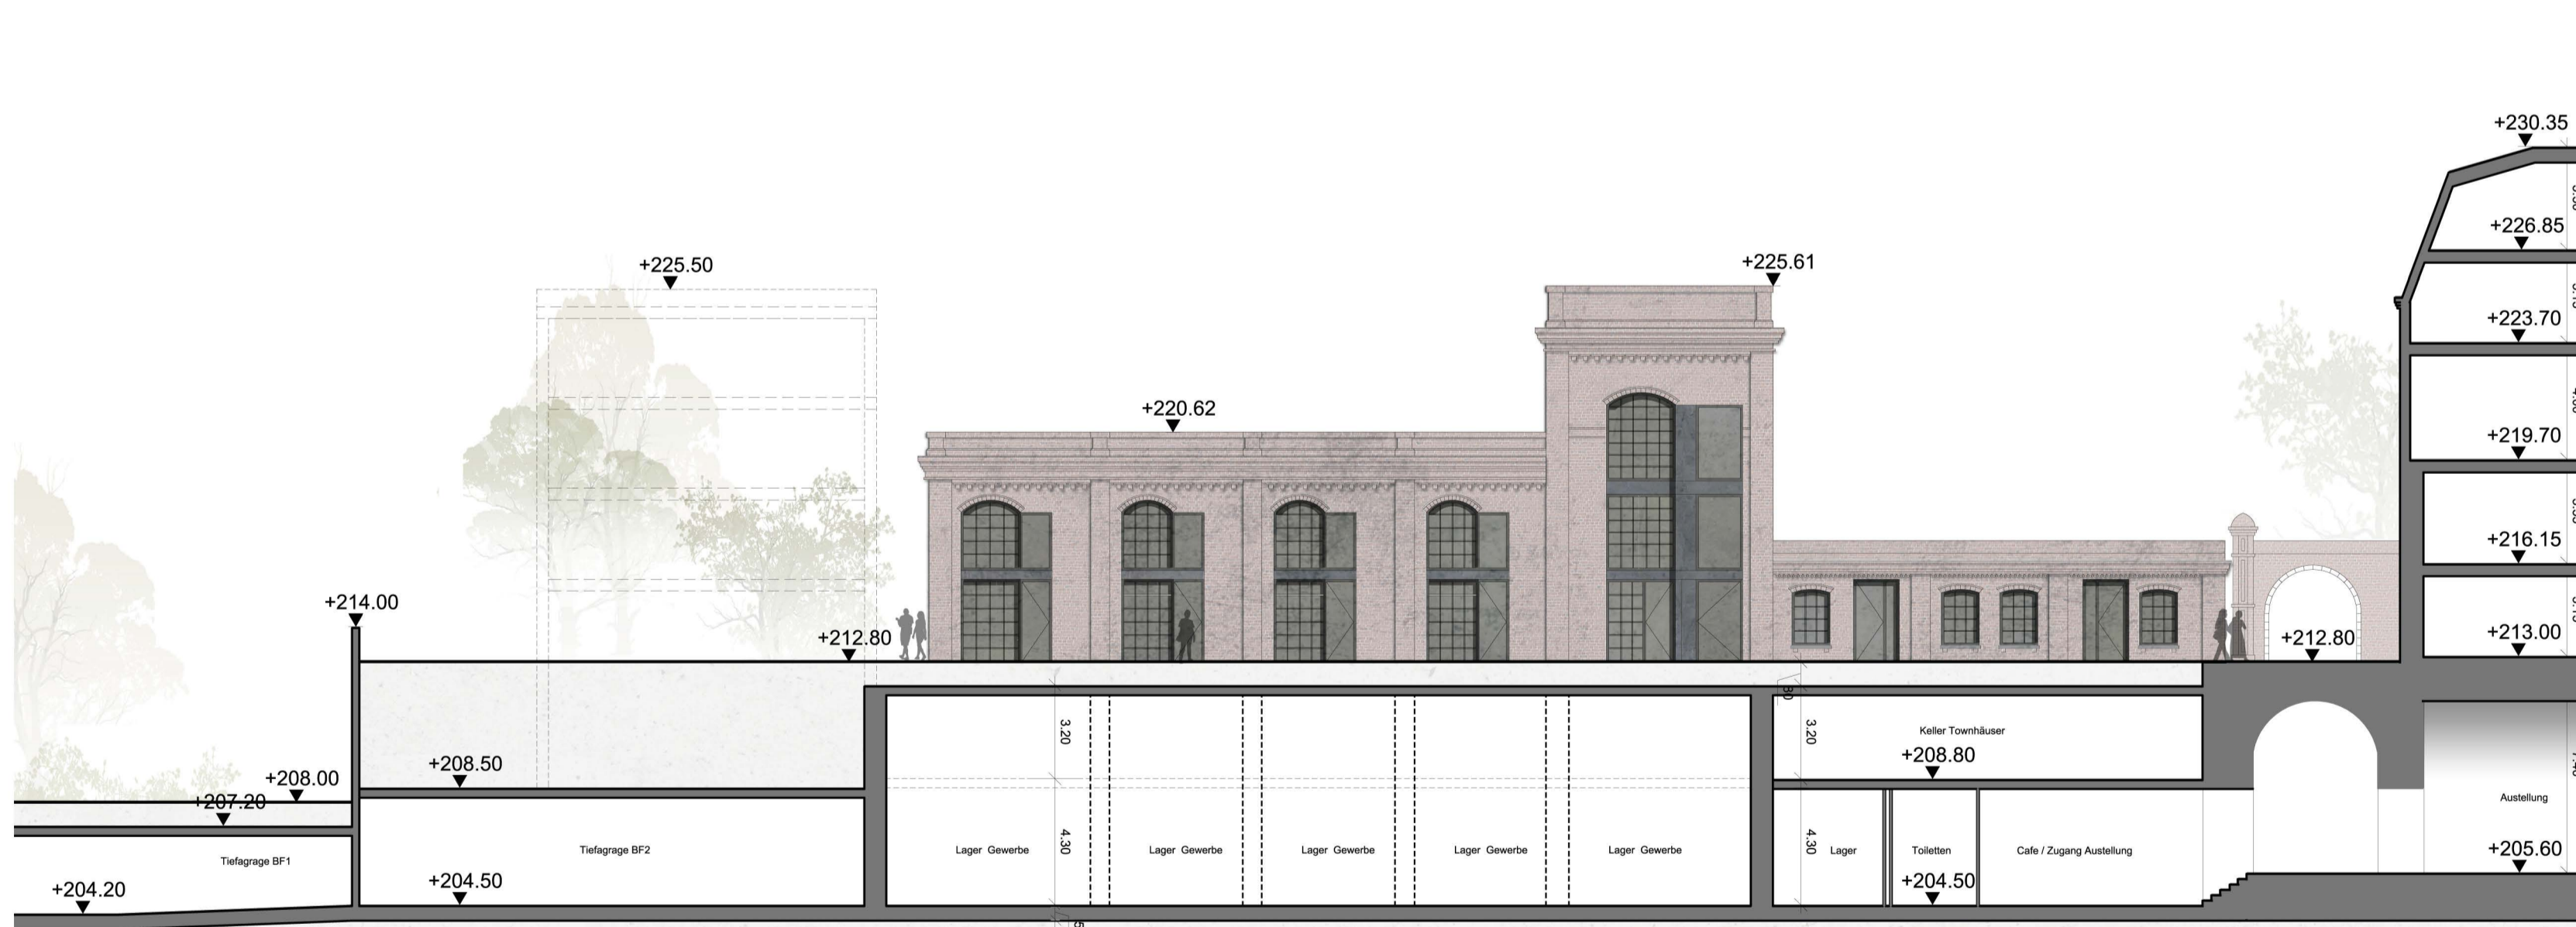 +230.35
+226.85
+225.50
+225.61
+223.70
+220.62
+219.70
+216.15
+214.00
+212.80
+212.80
+213.00
3.20
3.20
Keller Townhäuser
+208.50
+208.80
+208.00
+207.20
Austellung
Tiefagrage BF1
Tiefagrage BF2
Lager Gewerbe
4.30
Lager Gewerbe
Lager Gewerbe
Lager Gewerbe
Lager Gewerbe
4.30
Lager
Toiletten
Cafe / Zugang Austellung
+205.60
+204.20
+204.50
+204.50